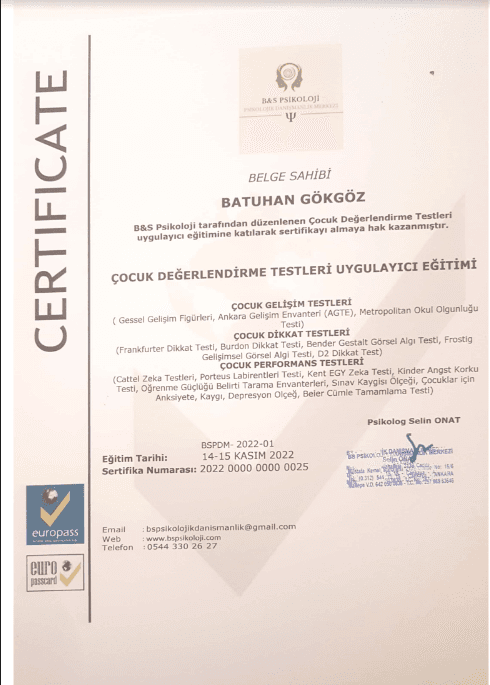 CERTIFICATE
B&S PSIKOLOJİ
PSİKOLOJİK DANIŞMANLIK MERKEZİ
Ψ
BELGE SAHİBİ
BATUHAN GÖKGÖZ
B&S Psikoloji tarafından düzenlenen Çocuk Değerlendirme Testleri
uygulayıcı eğitimine katılarak sertifikayı almaya hak kazanmıştır.
ÇOCUK DEĞERLENDİRME TESTLERİ UYGULAYICI EĞİTİMİ
ÇOCUK GELİŞİM TESTLERİ
( Gessel Gelişim Figürleri, Ankara Gelişim Envanteri (AGTE), Metropolitan Okul Olgunluğu
Testi)
ÇOCUK DİKKAT TESTLERİ
(Frankfurter Dikkat Testi, Burdon Dikkat Testi, Bender Gestalt Görsel Algı Testi, Frostig
Gelişimsel Görsel Algı Testi, D2 Dikkat Test)
ÇOCUK PERFORMANS TESTLERİ
(Cattel Zeka Testleri, Porteus Labirentleri Testi, Kent EGY Zeka Testi, Kinder Angst Korku
Testi, Öğrenme Güçlüğü Belirti Tarama Envanterleri, Sınav Kaygısı Ölçeği, Çocuklar için
Anksiyete, Kaygı, Depresyon Olçeğ, Beier Cümle Tamamlama Testi)
Psikolog Selin ONAT
BSPDM- 2022-01
Eğitim Tarihi: 14-15 KASIM 2022
Sertifika Numarası: 2022 0000 0000 0025
europass
euro
passcard
Email : bspsikolojikdanismanlik@gmail.com
Web : www.bspsikoloji.com
Telefon : 0544 330 26 27